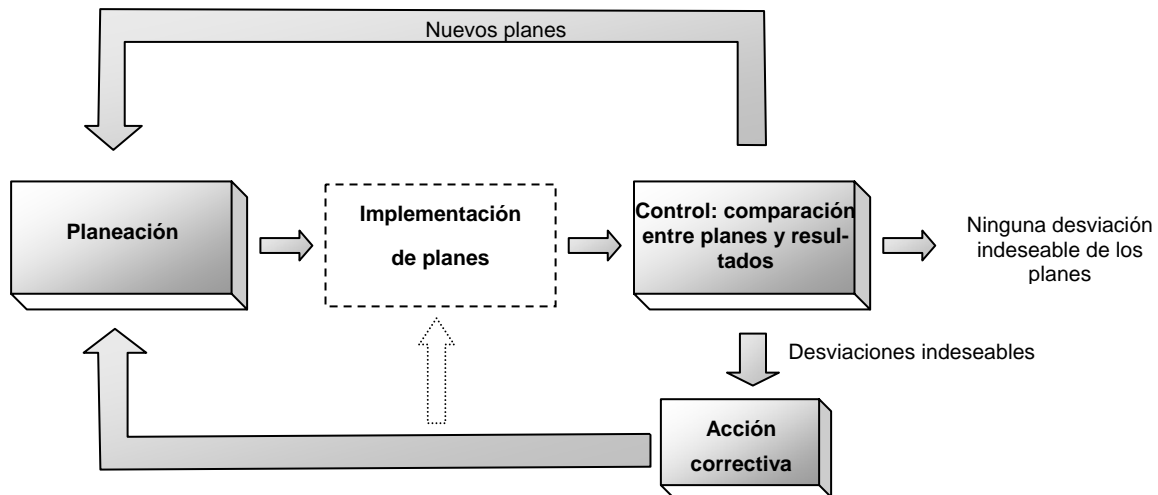 Nuevos planes
Planeación
Implementación
de planes
Control: comparación
entre planes y resul-
tados
Ninguna desviación
indeseable de los
planes
Desviaciones indeseables
Acción
correctiva